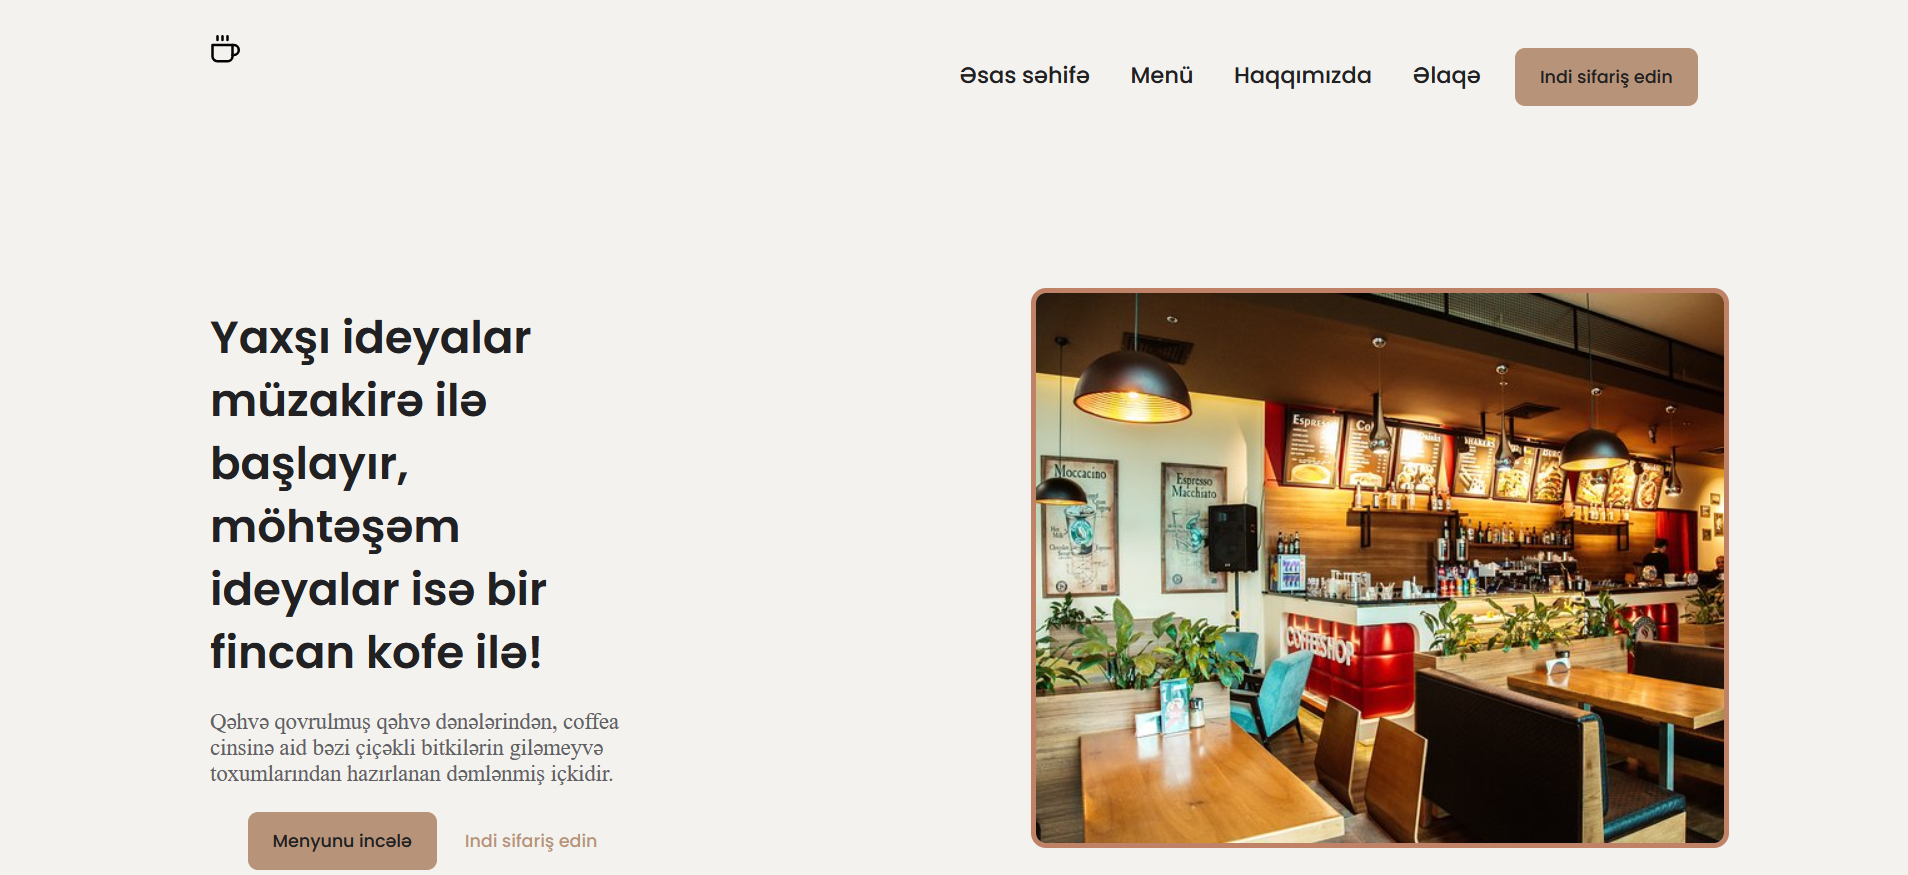 Əsas səhifə Menü Haqqımızda Əlaqə Indi sifariş edin
Yaxşı ideyalar
müzakirə ilə
başlayır,
möhtəşəm
ideyalar isə bir
fincan kofe ilə!
Qəhvə qovrulmuş qəhvə dənələrindən, coffea
cinsinə aid bəzi çiçəkli bitkilərin giləmeyvə
toxumlarından hazırlanan dəmlənmiş içkidir.
Menyunu incələ Indi sifariş edin
Moccacino
Espresso
Macchiato
COFFEESHOP